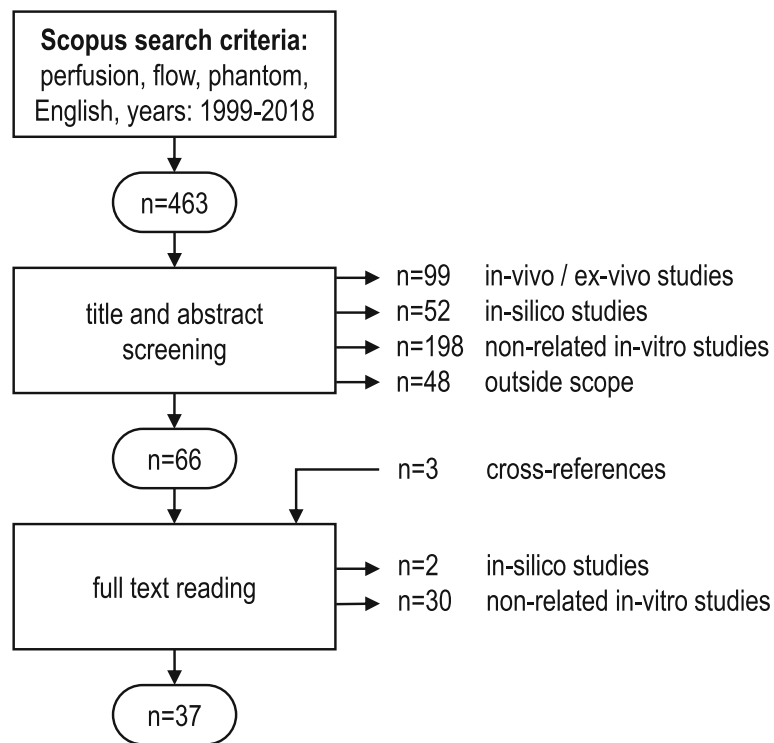 Scopus search criteria:
perfusion, flow, phantom,
English, years: 1999-2018
n=463
title and abstract
screening
n=99 in-vivo / ex-vivo studies
n=52 in-silico studies
n=198 non-related in-vitro studies
n=48 outside scope
n=66
n=3 cross-references
full text reading
n=2 in-silico studies
n=30 non-related in-vitro studies
n=37